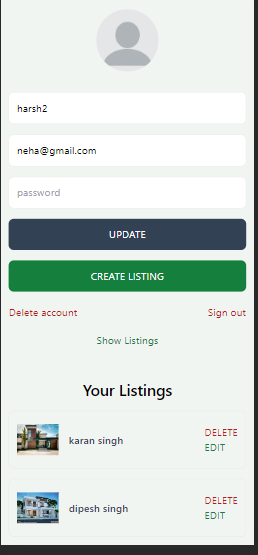 harsh2
neha@gmail.com
password
UPDATE
CREATE LISTING
Delete account Sign out
Show Listings
Your Listings
karan singh
DELETE
EDIT
dipesh singh
DELETE
EDIT